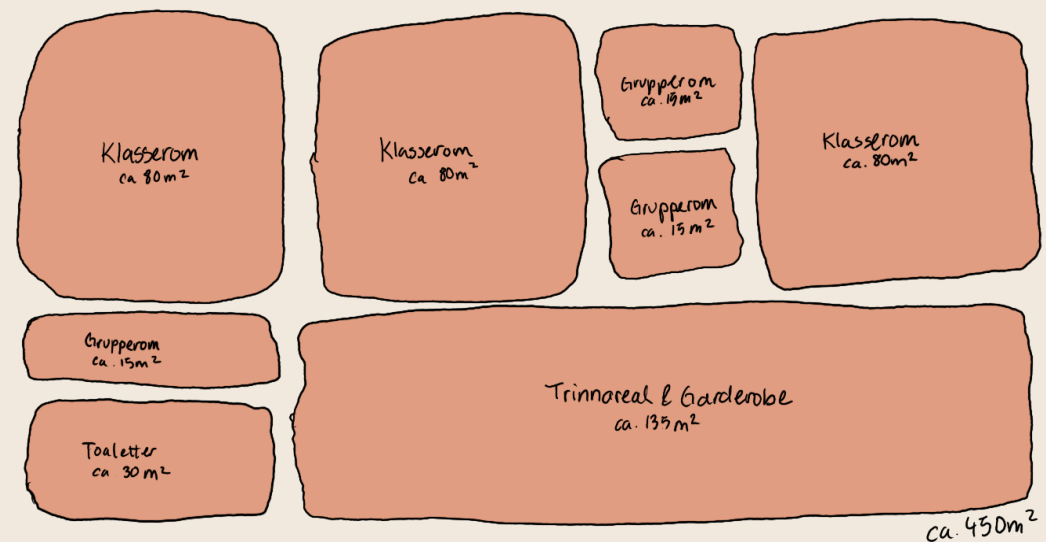 Klasserom
ca 80m²
Klasserom
ca 80m²
Grupperom
ca. 15m²
Grupperom
ca. 15m²
Klasserom
ca. 80m²
Grupperom
ca. 15m²
Toaletter
ca 30m²
Trinnareal & Garderobe
ca. 135m²
ca. 450m²